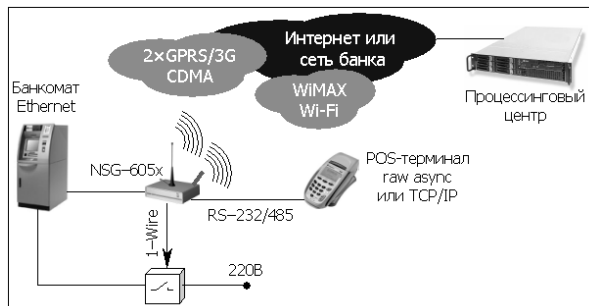 Интернет или
сеть банка
2×GPRS/3G
CDMA
WiMAX
Wi-Fi
Процессинговый
центр
Банкомат
Ethernet
NSG–605x
POS-терминал
raw async
или TCP/IP
RS–232/485
1–Wire
220В